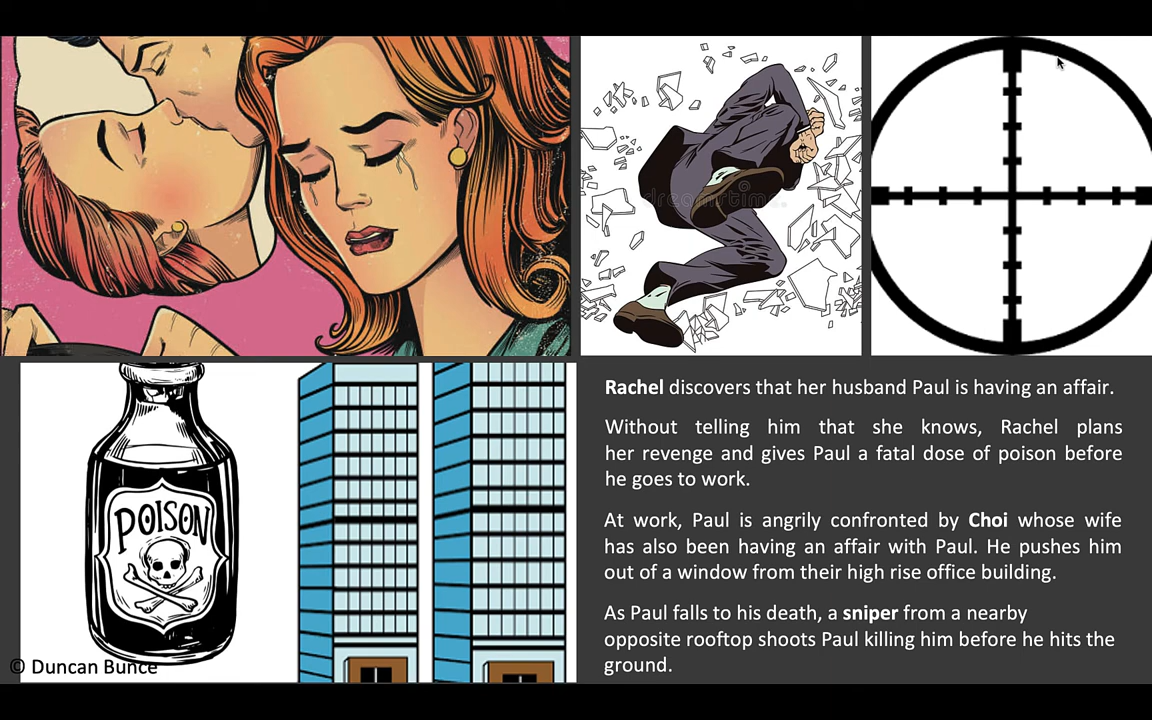 POISON
© Duncan Bunce
dreamstime
Rachel discovers that her husband Paul is having an affair.
Without telling him that she knows, Rachel plans
her revenge and gives Paul a fatal dose of poison before
he goes to work.
At work, Paul is angrily confronted by Choi whose wife
has also been having an affair with Paul. He pushes him
out of a window from their high rise office building.
As Paul falls to his death, a sniper from a nearby
opposite rooftop shoots Paul killing him before he hits the
ground.